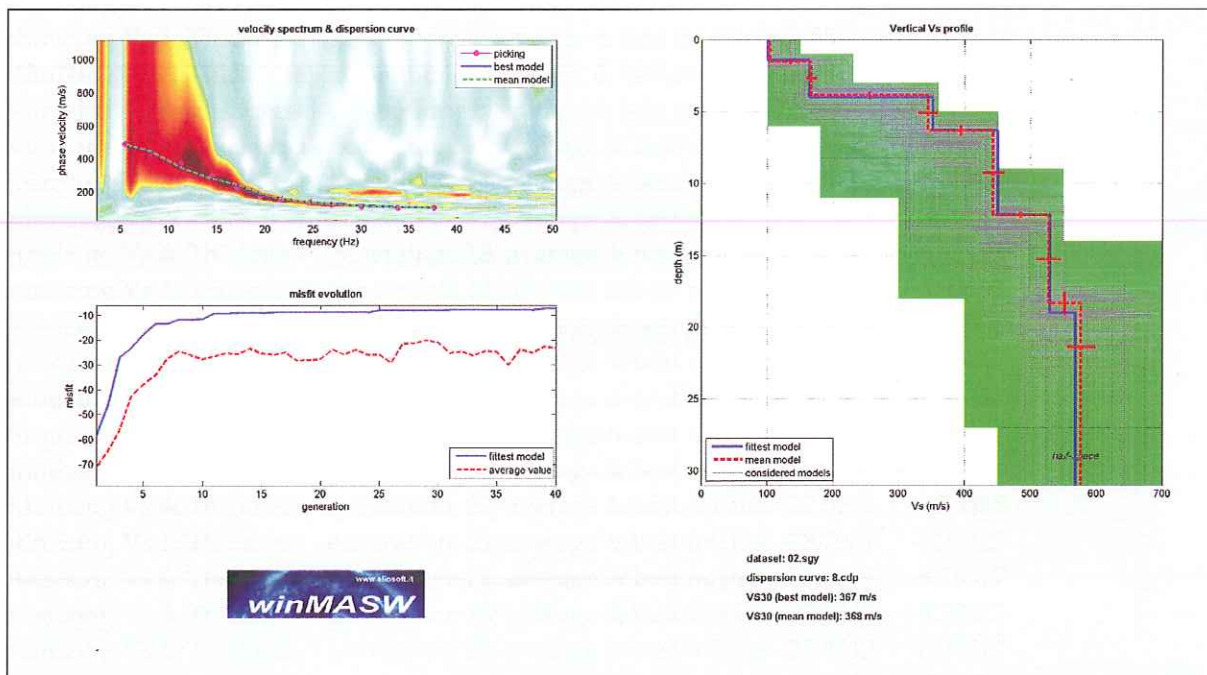 velocity spectrum & dispersion curve
picking
best model
mean model
1000
800
600
400
200
phase velocity (m/s)
5 10 15 20 25 30 35 40 45 50
frequency (Hz)
misfit evolution
-10
-20
-30
-40
-50
-60
-70
misfit
fittest model
average value
5 10 15 20 25 30 35 40
generation
www.eliosoft.it
winMASW
Vertical Vs profile
0
5
10
15
20
25
30
depth (m)
fittest model
mean model
considered models
0 100 200 300 400 500 600 700
Vs (m/s)
dataset: 02.sgy
dispersion curve: 8.cdp
VS30 (best model): 367 m/s
VS30 (mean model): 368 m/s